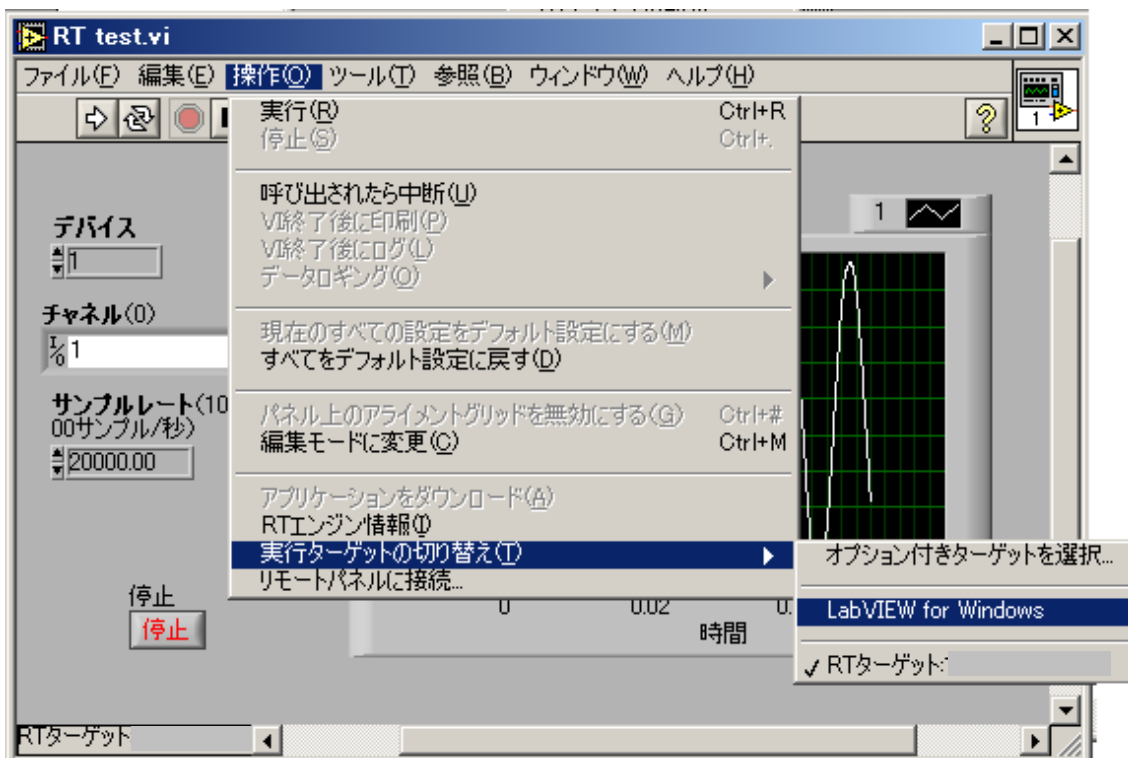 RT test.vi
ファイル(F) 編集(E) 操作(O) ツール(T) 参照(B) ウィンドウ(W) ヘルプ(H)
実行(R) Ctrl+R
停止(S) Ctrl+.
呼び出されたら中断(U)
VI終了後に印刷(P)
VI終了後にログ(L)
データロギング(O)
現在のすべての設定をデフォルト設定にする(M)
すべてをデフォルト設定に戻す(D)
パネル上のアライメントグリッドを無効にする(G) Ctrl+#
編集モードに変更(C) Ctrl+M
アプリケーションをダウンロード(A)
RTエンジン情報(I)
実行ターゲットの切り替え(T)
リモートパネルに接続...
オプション付きターゲットを選択...
LabVIEW for Windows
RTターゲット:
デバイス
1
チャネル(0)
1
サンプルレート(10
00サンプル/秒)
20000.00
停止
停止
1
1
0 0.02 0.
時間
RTターゲット